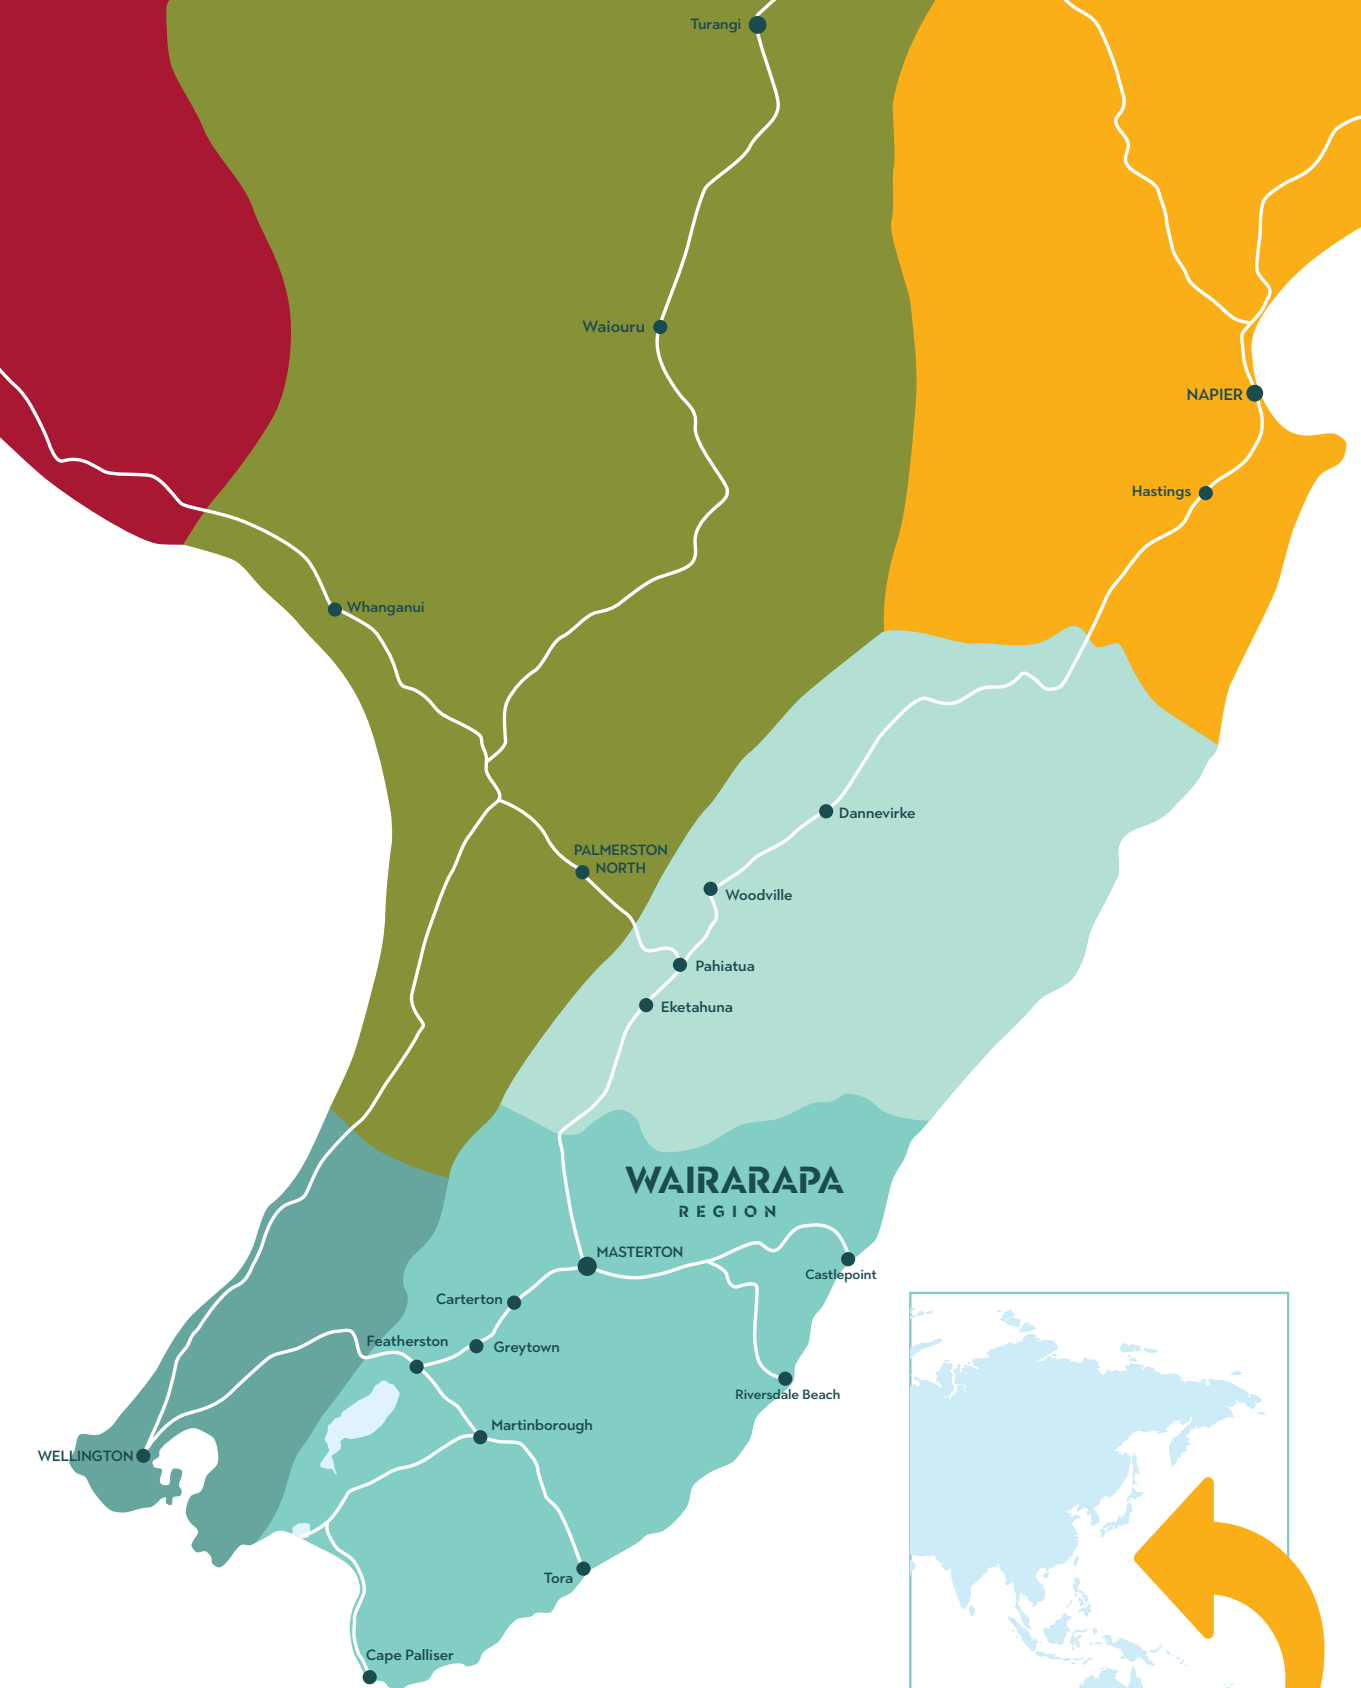 Turangi
Waiouru
NAPIER
Hastings
Whanganui
Dannevirke
PALMERSTON
NORTH
Woodville
Pahiatua
Eketahuna
WAIRARAPA
REGION
MASTERTON
Castlepoint
Carterton
Featherston
Greytown
Riversdale Beach
Martinborough
WELLINGTON
Tora
Cape Palliser